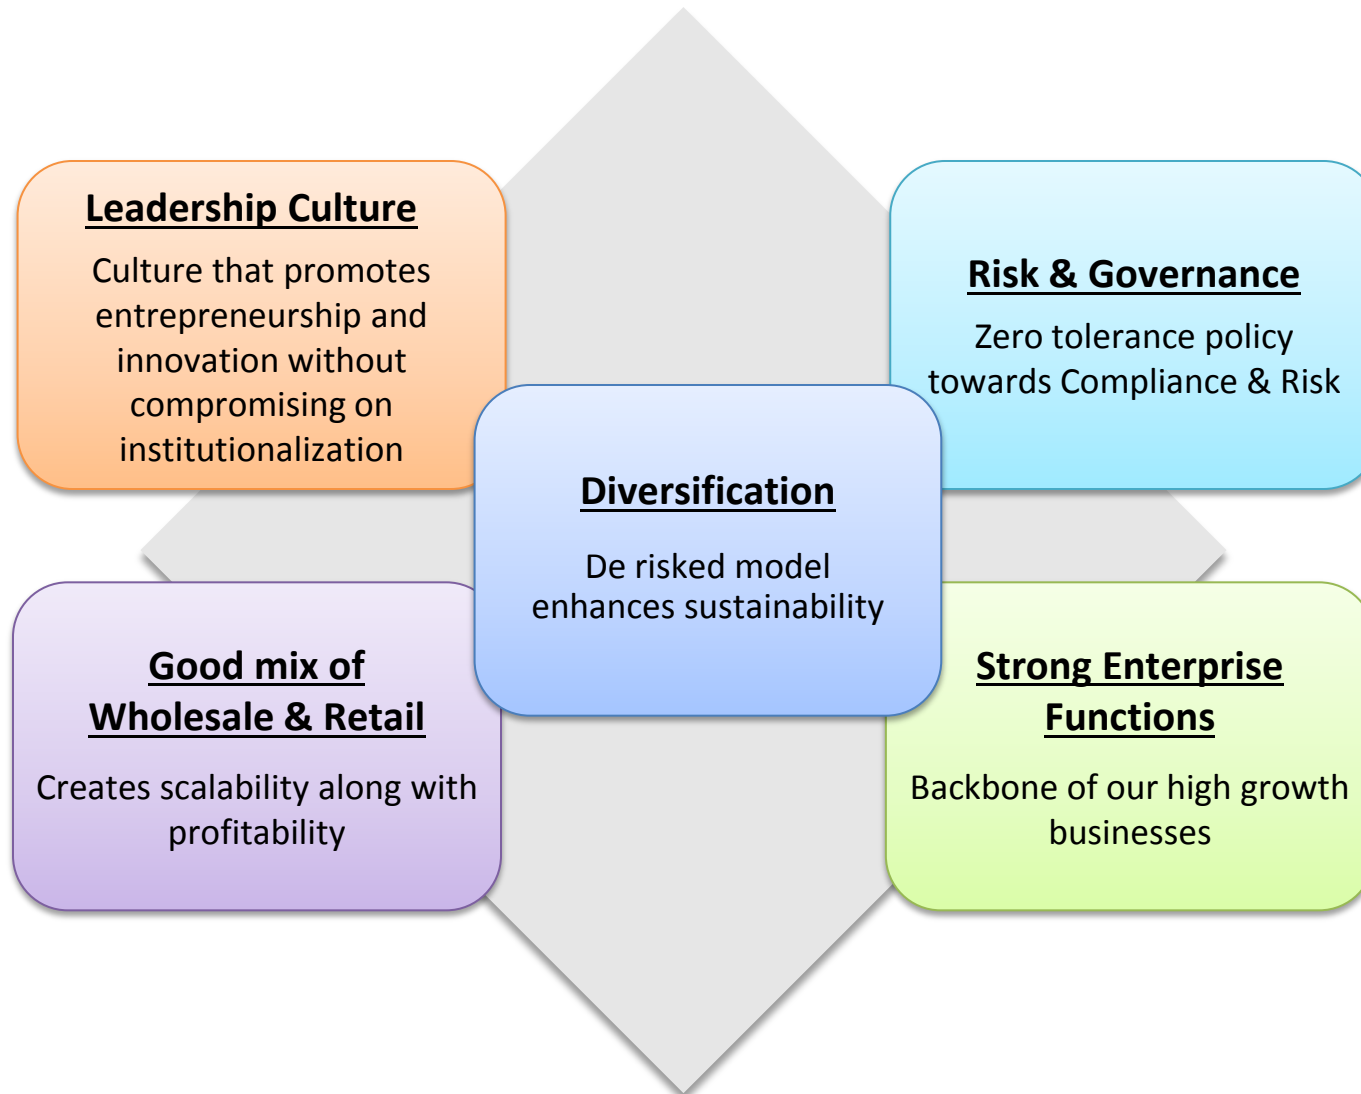 Leadership Culture
Culture that promotes
entrepreneurship and
innovation without
compromising on
institutionalization
Risk & Governance
Zero tolerance policy
towards Compliance & Risk
Diversification
De risked model
enhances sustainability
Good mix of
Wholesale & Retail
Creates scalability along with
profitability
Strong Enterprise
Functions
Backbone of our high growth
businesses